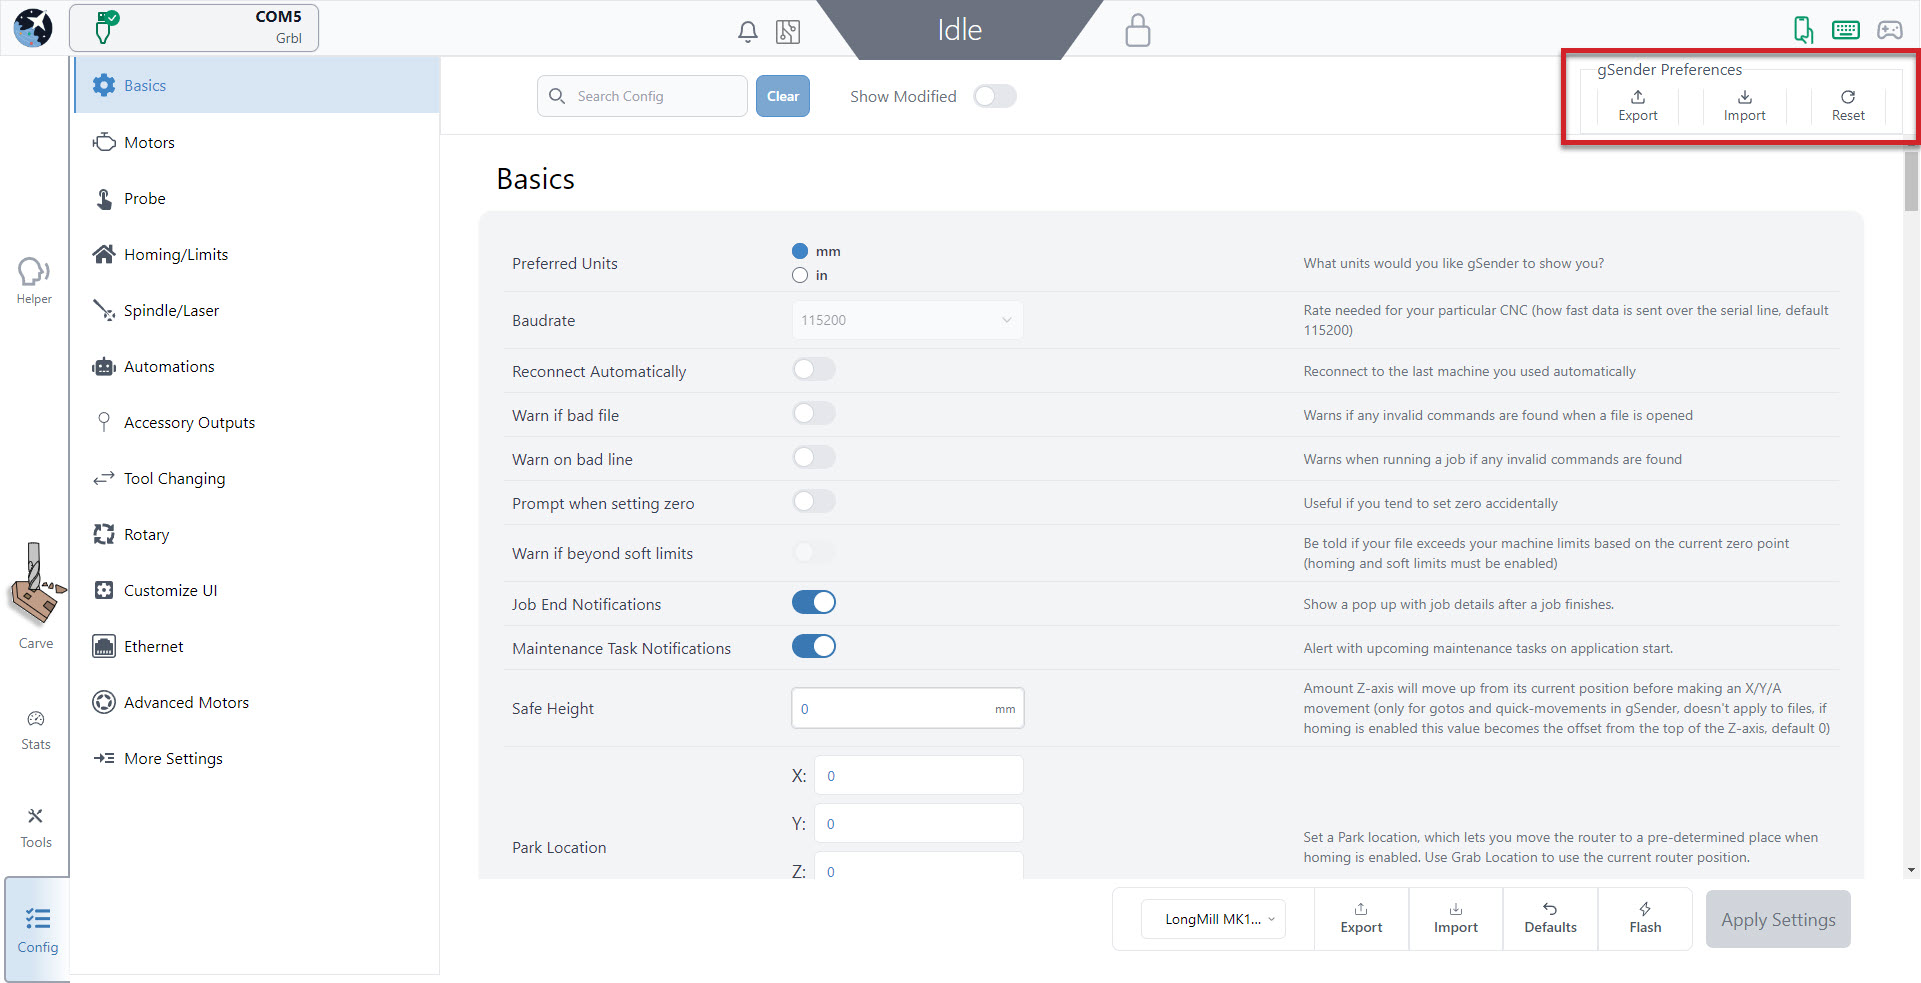 COM5
Grbl
Idle
Search Config
Clear
Show Modified
gSender Preferences
Export
Import
Reset
Basics
Motors
Probe
Homing/Limits
Spindle/Laser
Automations
Accessory Outputs
Tool Changing
Rotary
Customize UI
Ethernet
Advanced Motors
More Settings
Helper
Carve
Stats
Tools
Config
Basics
Preferred Units
mm
in
What units would you like gSender to show you?
Baudrate
115200
Rate needed for your particular CNC (how fast data is sent over the serial line, default
115200)
Reconnect Automatically
Reconnect to the last machine you used automatically
Warn if bad file
Warns if any invalid commands are found when a file is opened
Warn on bad line
Warns when running a job if any invalid commands are found
Prompt when setting zero
Useful if you tend to set zero accidentally
Warn if beyond soft limits
Be told if your file exceeds your machine limits based on the current zero point
(homing and soft limits must be enabled)
Job End Notifications
Show a pop up with job details after a job finishes.
Maintenance Task Notifications
Alert with upcoming maintenance tasks on application start.
Safe Height
0 mm
Amount Z-axis will move up from its current position before making an X/Y/A
movement (only for gotos and quick-movements in gSender, doesn't apply to files, if
homing is enabled this value becomes the offset from the top of the Z-axis, default 0)
Park Location
X: 0
Y: 0
Z: 0
Set a Park location, which lets you move the router to a pre-determined place when
homing is enabled. Use Grab Location to use the current router position.
LongMill MK1...
Export
Import
Defaults
Flash
Apply Settings